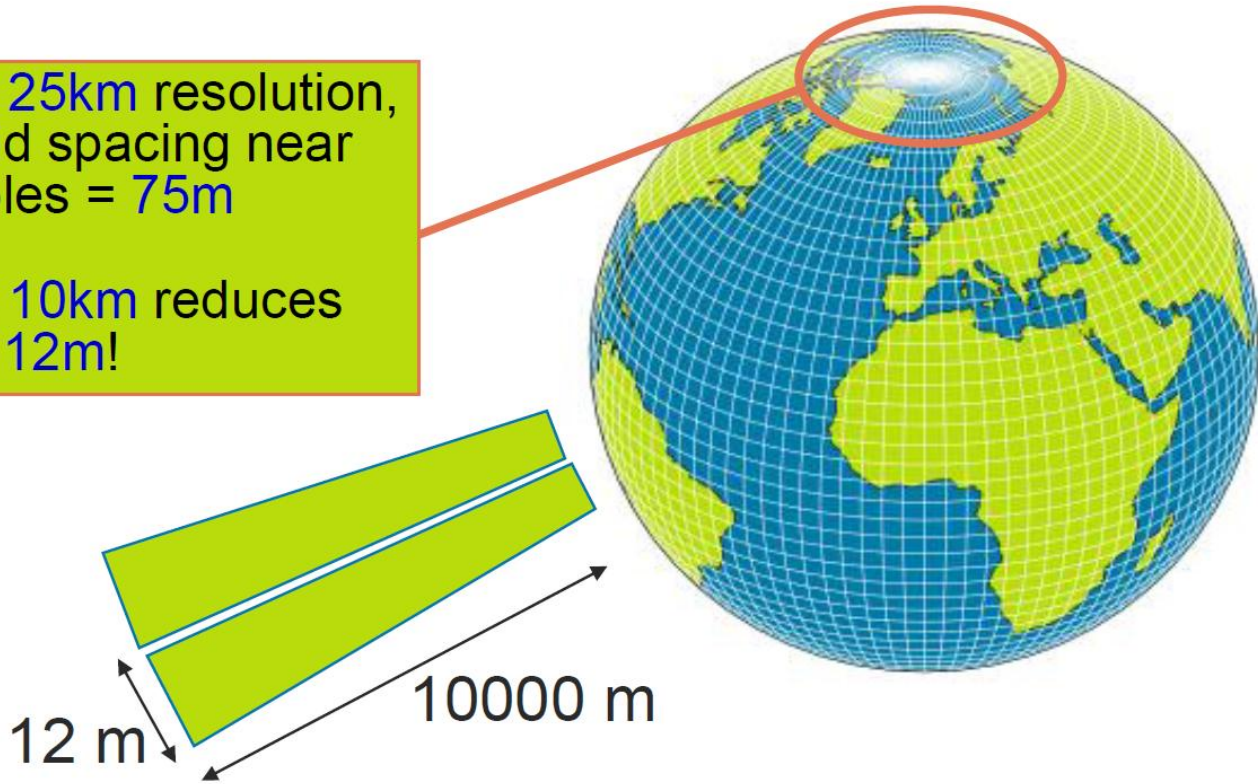 25km resolution,
d spacing near
les = 75m
10km reduces
12m!
12 m
10000 m